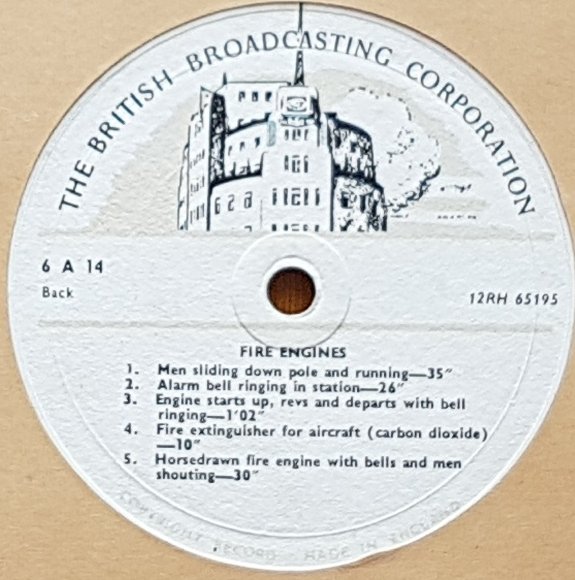 THE BRITISH BROADCASTING CORPORATION
6 A 14
Back
12RH 65195
FIRE ENGINES
1. Men sliding down pole and running—35"
2. Alarm bell ringing in station—26"
3. Engine starts up, revs and departs with bell
ringing—1'02"
4. Fire extinguisher for aircraft (carbon dioxide)
—10"
5. Horsedrawn fire engine with bells and men
shouting—30"
COPYRIGHT RECORD MADE IN ENGLAND